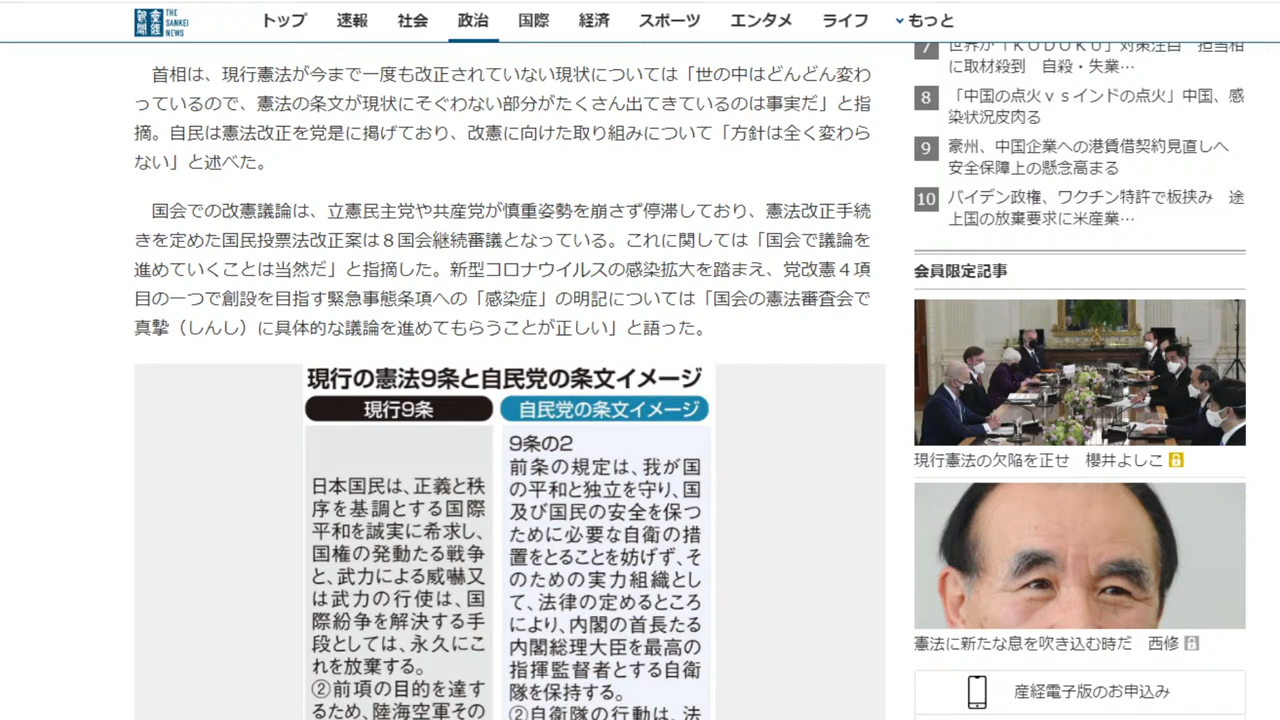 産経新聞
THE SANKEI NEWS
トップ
速報
社会
政治
国際
経済
スポーツ
エンタメ
ライフ
もっと
首相は、現行憲法が今まで一度も改正されていない現状については「世の中はどんどん変わ
っているので、憲法の条文が現状にそぐわない部分がたくさん出てきているのは事実だ」と指
摘。自民は憲法改正を党是に掲げており、改憲に向けた取り組みについて「方針は全く変わら
ない」と述べた。
国会での改憲議論は、立憲民主党や共産党が慎重姿勢を崩さず停滞しており、憲法改正手続
きを定めた国民投票法改正案は８国会継続審議となっている。これに関しては「国会で議論を
進めていくことは当然だ」と指摘した。新型コロナウイルスの感染拡大を踏まえ、党改憲４項
目の一つで創設を目指す緊急事態条項への「感染症」の明記については「国会の憲法審査会で
真摯（しんし）に具体的な議論を進めてもらうことが正しい」と語った。
現行の憲法9条と自民党の条文イメージ
現行9条
日本国民は、正義と秩
序を基調とする国際
平和を誠実に希求し、
国権の発動たる戦争
と、武力による威嚇又
は武力の行使は、国
際紛争を解決する手
段としては、永久にこ
れを放棄する。
②前項の目的を達す
るため、陸海空軍その
自民党の条文イメージ
9条の2
前条の規定は、我が国
の平和と独立を守り、国
及び国民の安全を保つ
ために必要な自衛の措
置をとることを妨げず、そ
のための実力組織とし
て、法律の定めるところ
により、内閣の首長たる
内閣総理大臣を最高の
指揮監督者とする自衛
隊を保持する。
②自衛隊の行動は、法
7 世界が「ＫＯＤＯＫＵ」対策注目 担当相
に取材殺到 自殺・失業…
8 「中国の点火ｖｓインドの点火」中国、感
染状況皮肉る
9 豪州、中国企業への港賃借契約見直しへ
安全保障上の懸念高まる
10 バイデン政権、ワクチン特許で板挟み 途
上国の放棄要求に米産業…
会員限定記事
現行憲法の欠陥を正せ 櫻井よしこ
憲法に新たな息を吹き込む時だ 西修
産経電子版のお申込み